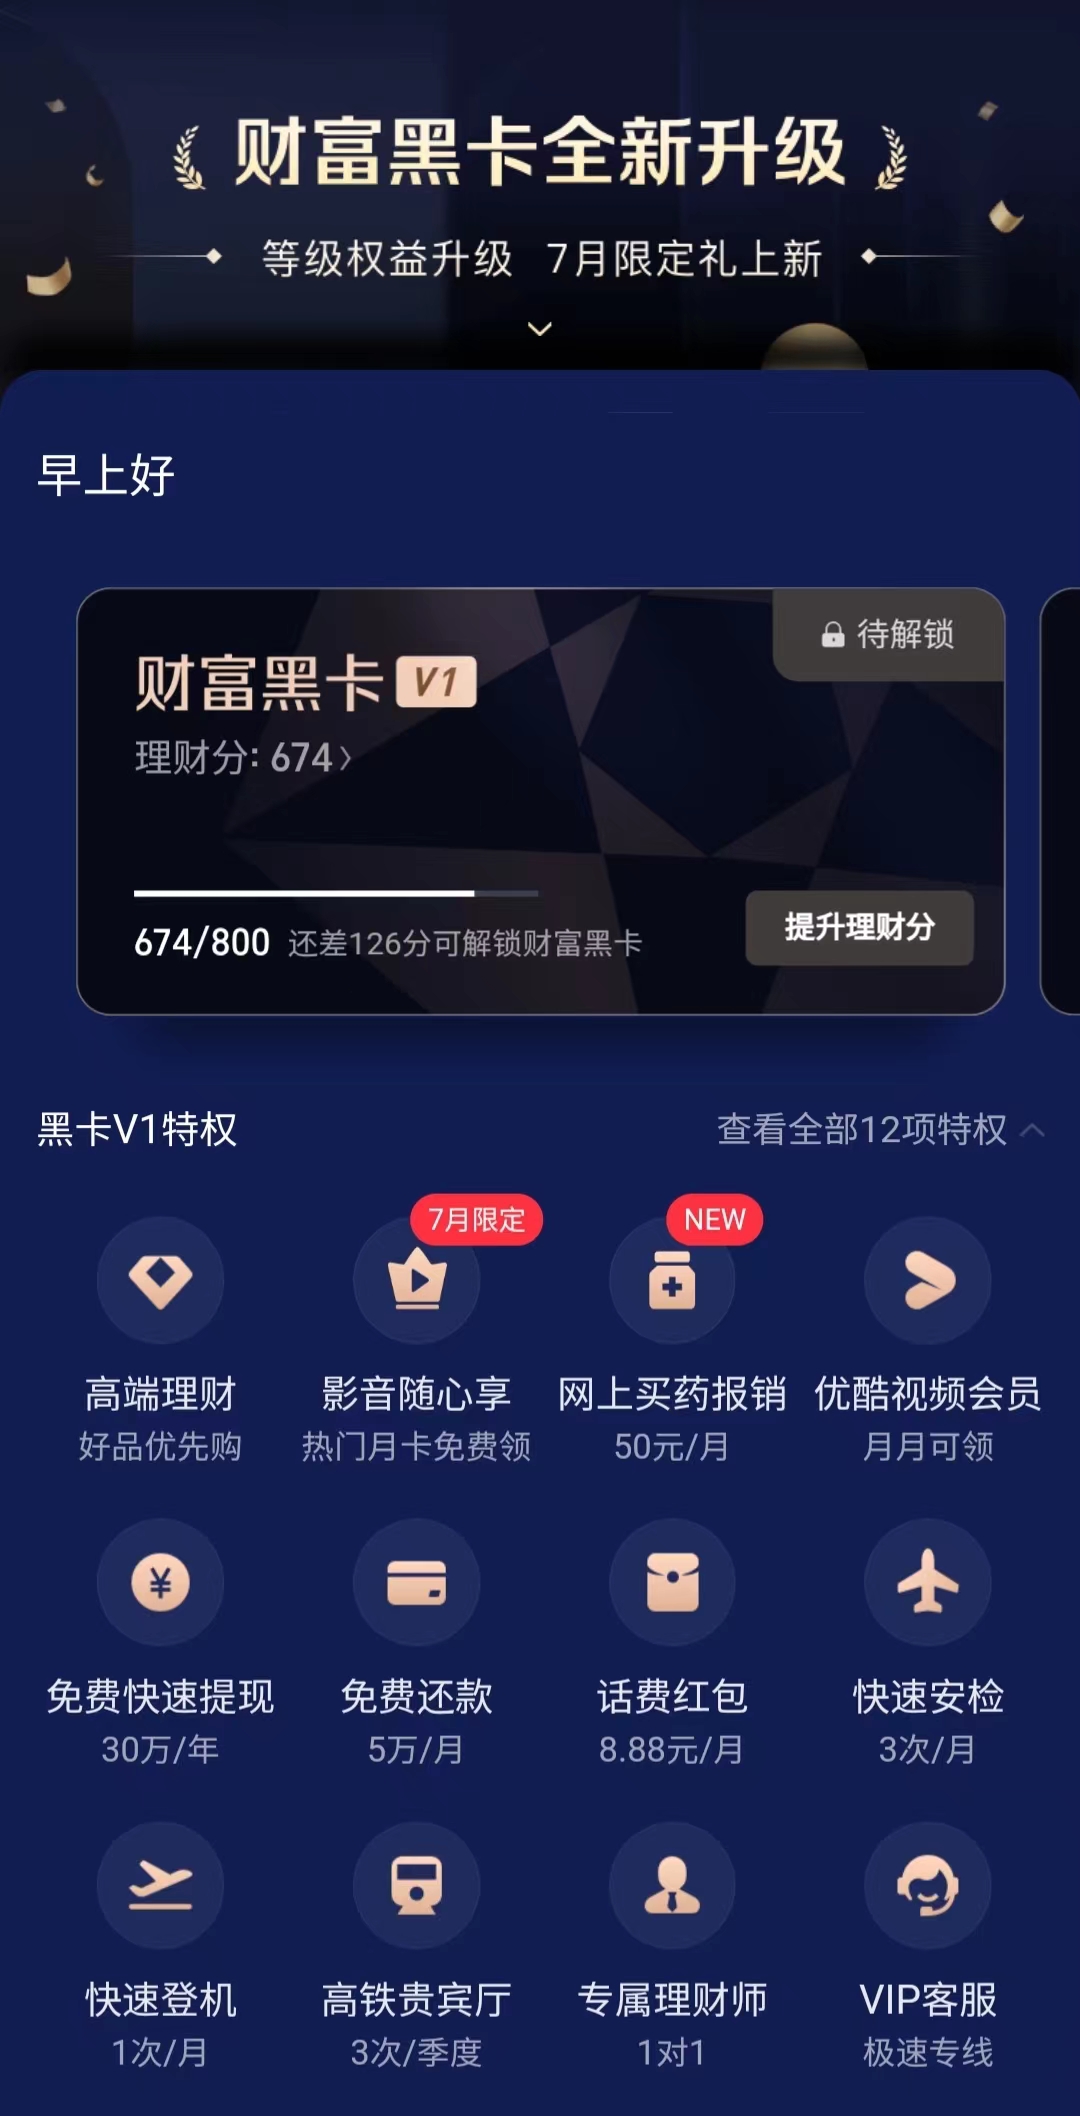 财富黑卡全新升级
等级权益升级 7月限定礼上新
早上好
待解锁
财富黑卡 V1
理财分: 674>
674/800 还差126分可解锁财富黑卡
提升理财分
黑卡V1特权
查看全部12项特权
7月限定
NEW
高端理财 影音随心享 网上买药报销 优酷视频会员
好品优先购 热门月卡免费领 50元/月 月月可领
¥
免费快速提现 免费还款 话费红包 快速安检
30万/年 5万/月 8.88元/月 3次/月
快速登机 高铁贵宾厅 专属理财师 VIP客服
1次/月 3次/季度 1对1 极速专线